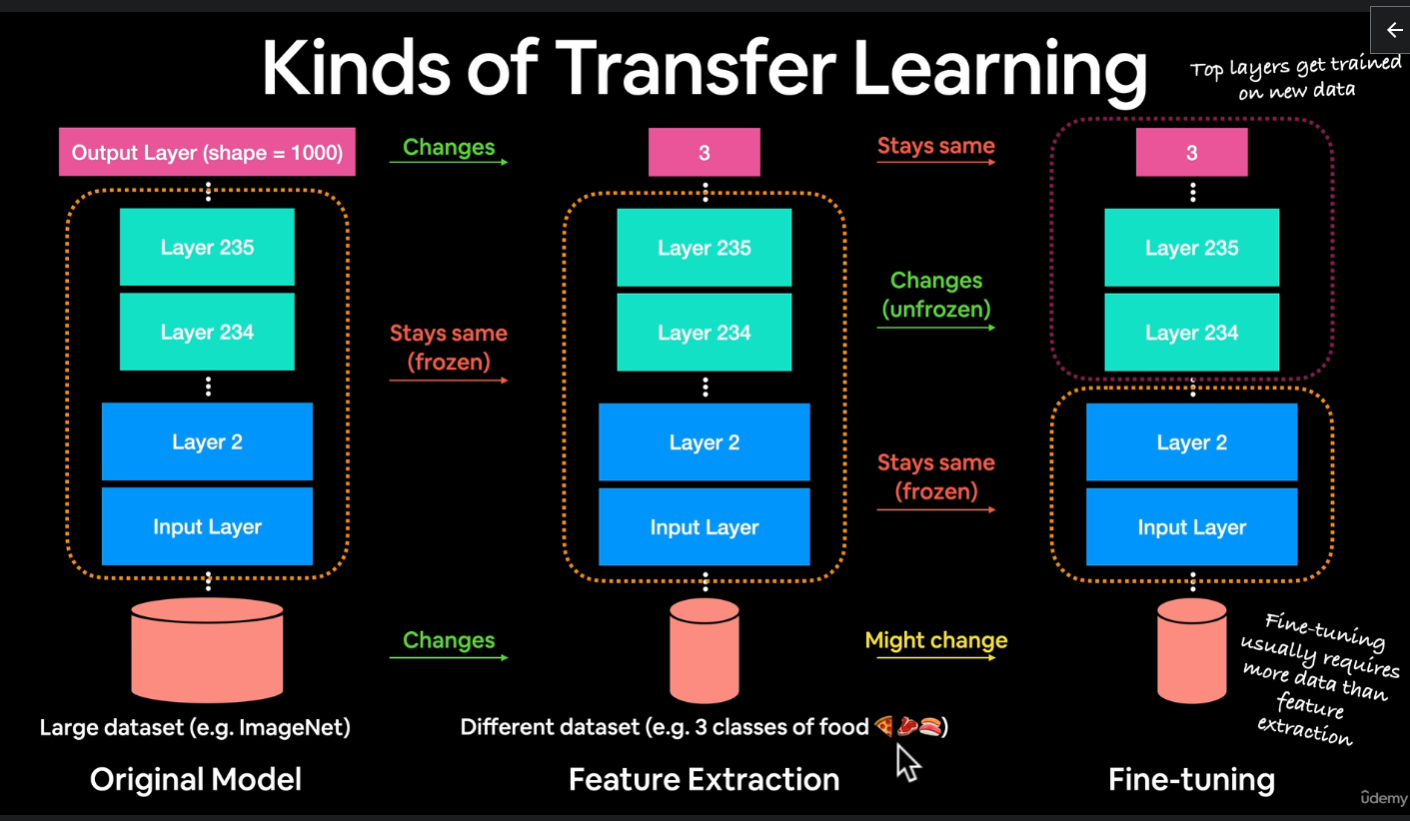 Kinds of Transfer Learning
Top layers get trained
on new data
Output Layer (shape = 1000)
Layer 235
Layer 234
Layer 2
Input Layer
Large dataset (e.g. ImageNet)
Original Model
Changes
Stays same
(frozen)
Changes
3
Layer 235
Layer 234
Layer 2
Input Layer
Different dataset (e.g. 3 classes of food 🍕🥩🍣)
Feature Extraction
Stays same
Changes
(unfrozen)
Stays same
(frozen)
Might change
3
Layer 235
Layer 234
Layer 2
Input Layer
Fine-tuning
usually requires
more data than
feature
extraction
Fine-tuning
ûdemy